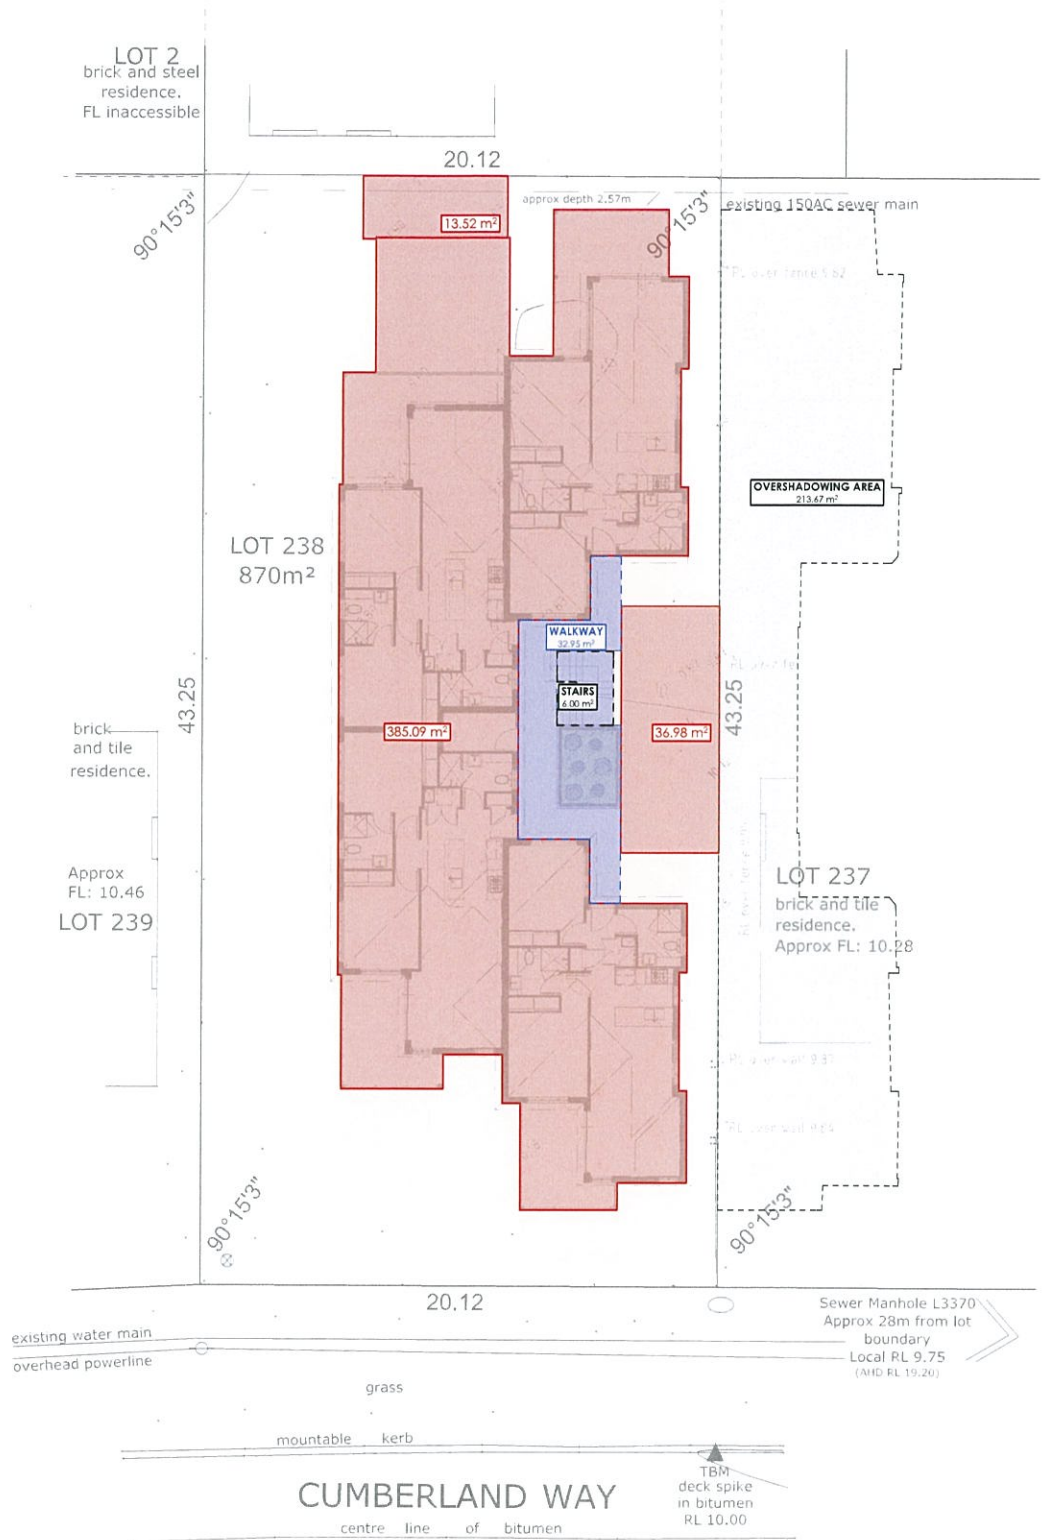 LOT 2
brick and steel
residence.
FL inaccessible
20.12
90°15'3"
13.52 m²
approx depth 2.57m
90°15'3"
existing 150AC sewer main
OVERSHADOWING AREA
213.67 m²
LOT 238
870m²
WALKWAY
32.95 m²
STAIRS
6.00 m²
43.25
385.09 m²
36.98 m²
43.25
brick
and tile
residence.
Approx
FL: 10.46
LOT 239
LOT 237
brick and tile
residence.
Approx FL: 10.28
90°15'3"
90°15'3"
20.12
Sewer Manhole L3370
Approx 28m from lot
boundary
Local RL 9.75
(AHD RL 19.20)
existing water main
overhead powerline
grass
mountable kerb
TBM
deck spike
in bitumen
RL 10.00
CUMBERLAND WAY
centre line of bitumen